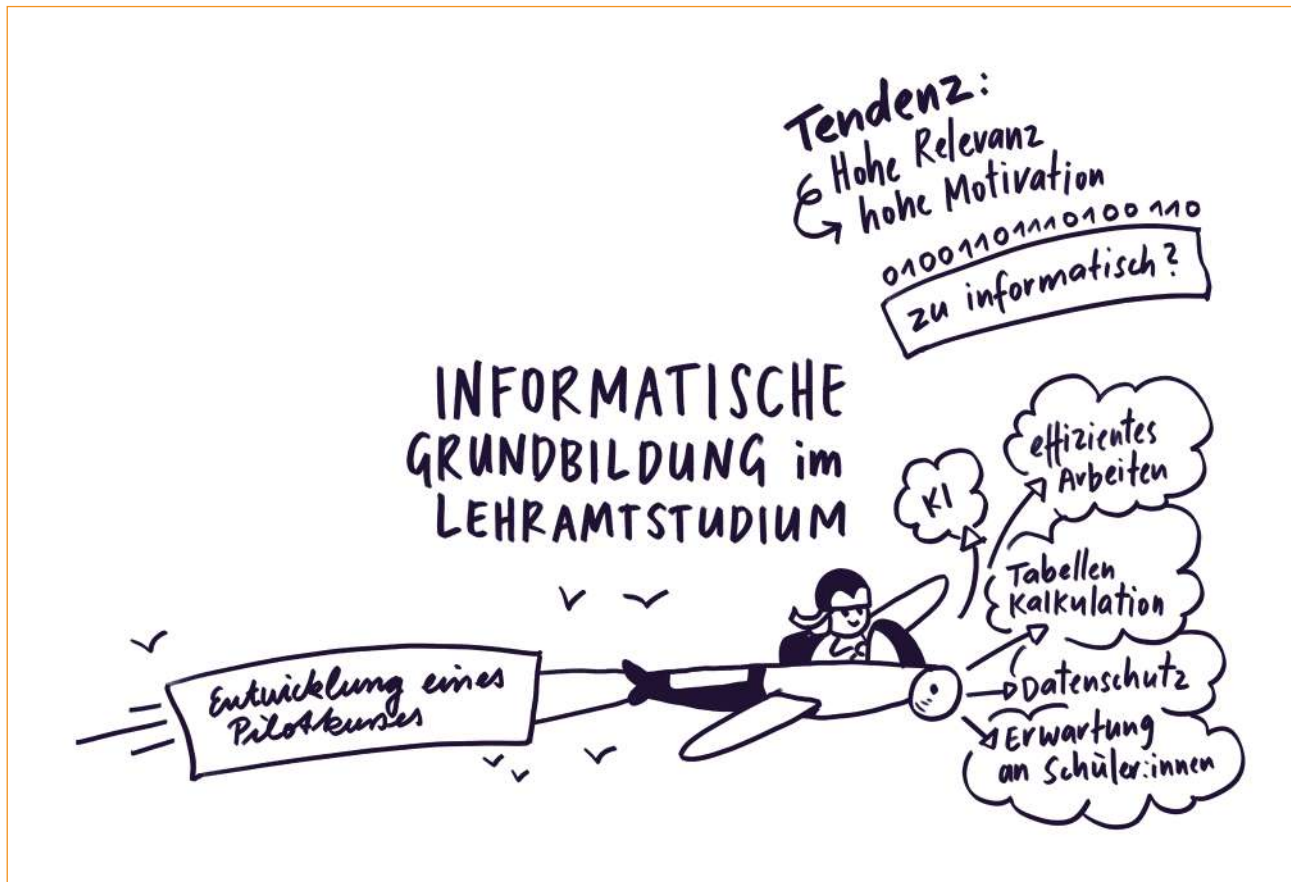 Tendenz:
Hohe Relevanz
hohe Motivation
01001101110100110
zu informatisch?
INFORMATISCHE
GRUNDBILDUNG im
LEHRAMTSTUDIUM
KI
effizientes
Arbeiten
Tabellen
Kalkulation
Datenschutz
Erwartung
an Schüler:innen
Entwicklung eines
Pilotkurses